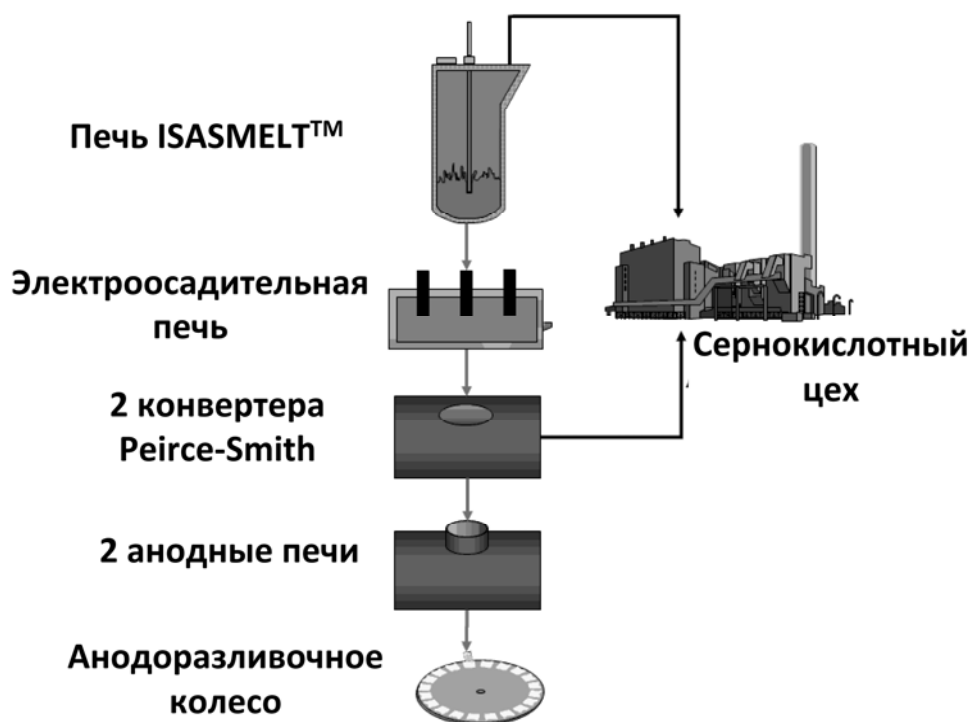 Печь ISASMELT™
Электроосадительная
печь
Сернокислотный
цех
2 конвертера
Peirce-Smith
2 анодные печи
Анодоразливочное
колесо